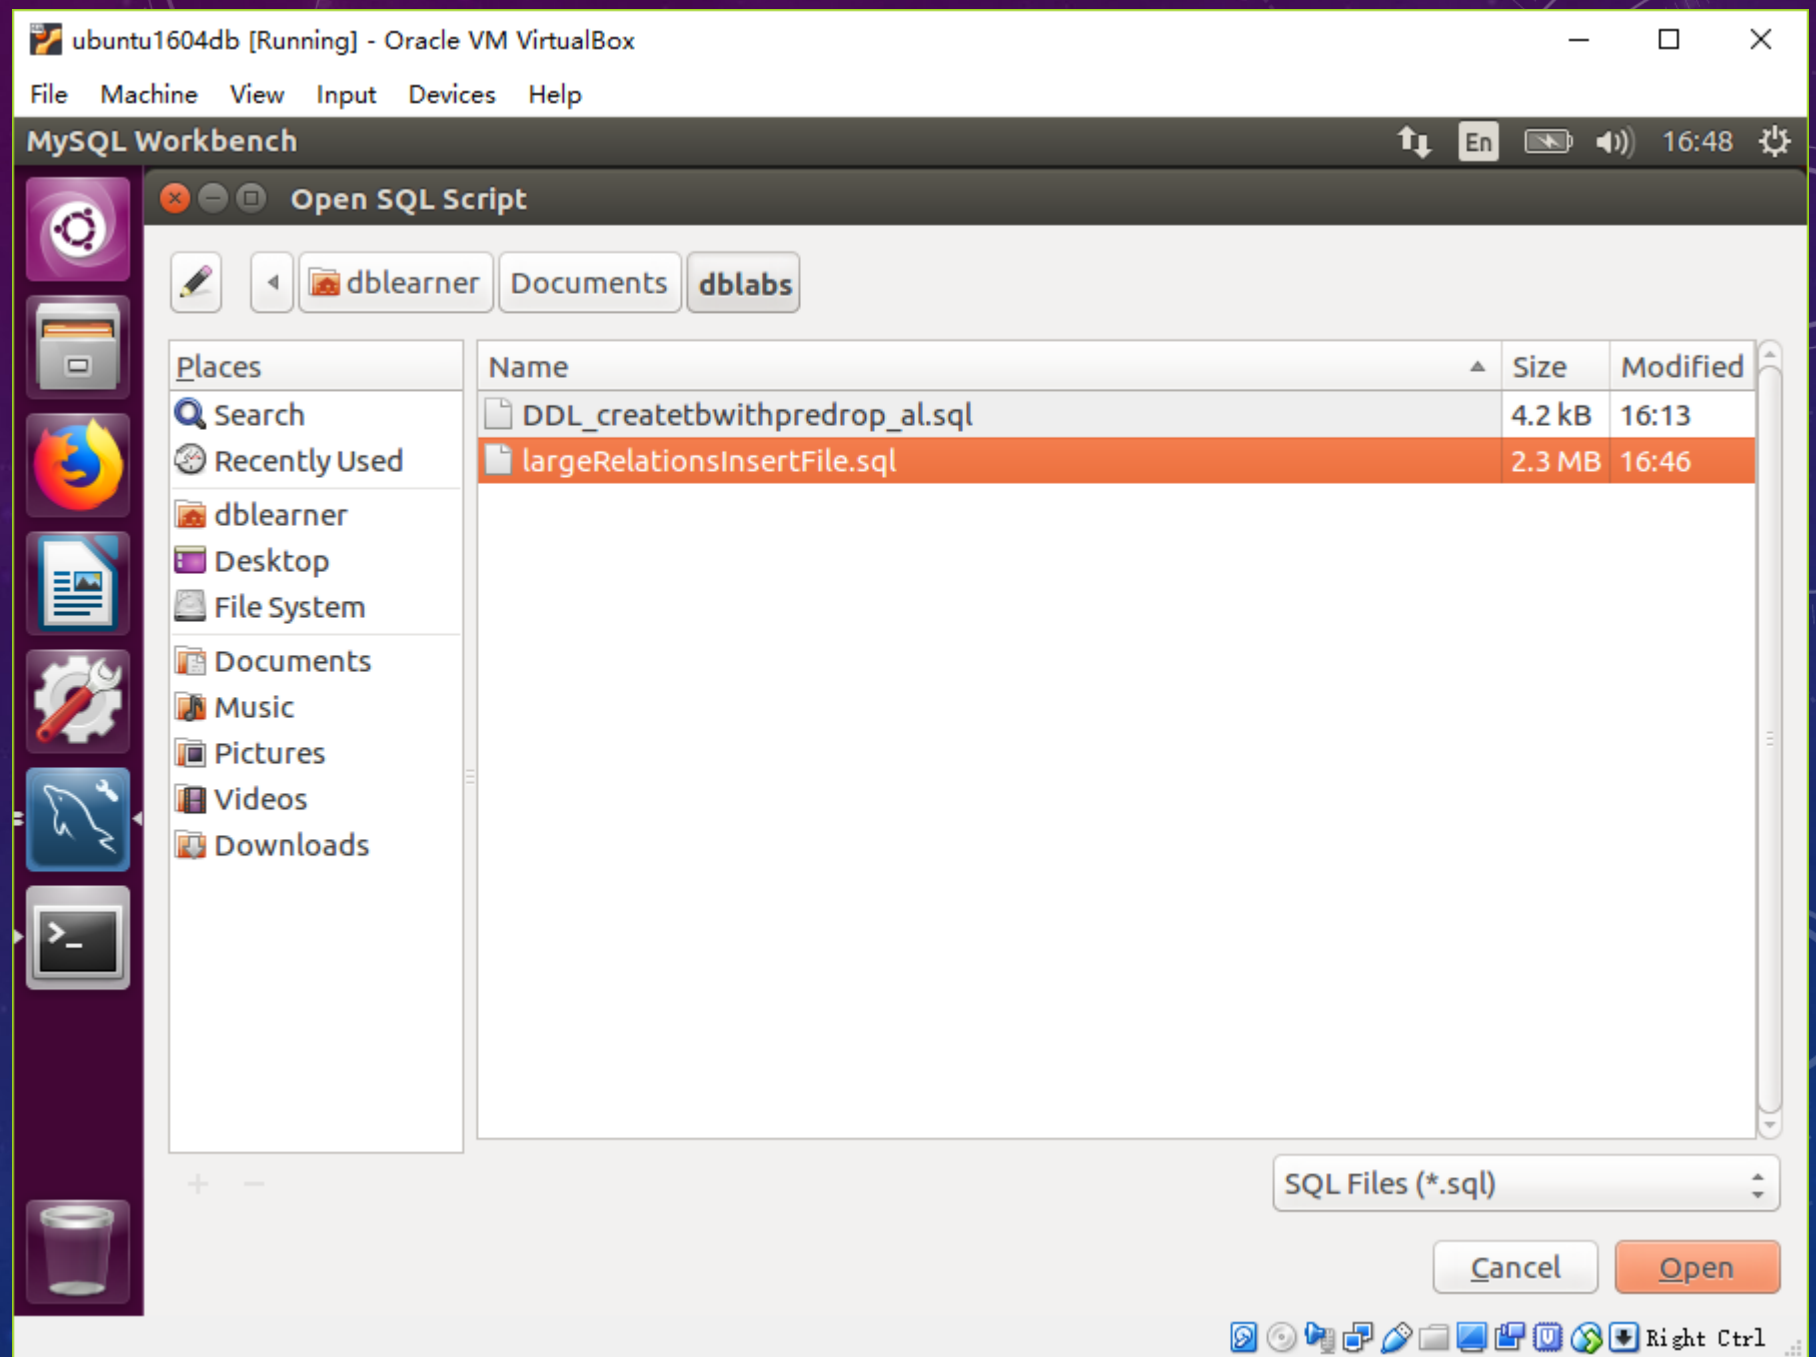 ubuntu1604db [Running] - Oracle VM VirtualBox
File Machine View Input Devices Help
MySQL Workbench En 16:48
Open SQL Script
dblearner Documents dblabs
Places Name Size Modified
Search DDL_createtbwithpredrop_al.sql 4.2 kB 16:13
Recently Used largeRelationsInsertFile.sql 2.3 MB 16:46
dblearner
Desktop
File System
Documents
Music
Pictures
Videos
Downloads
SQL Files (*.sql)
Cancel Open
Right Ctrl